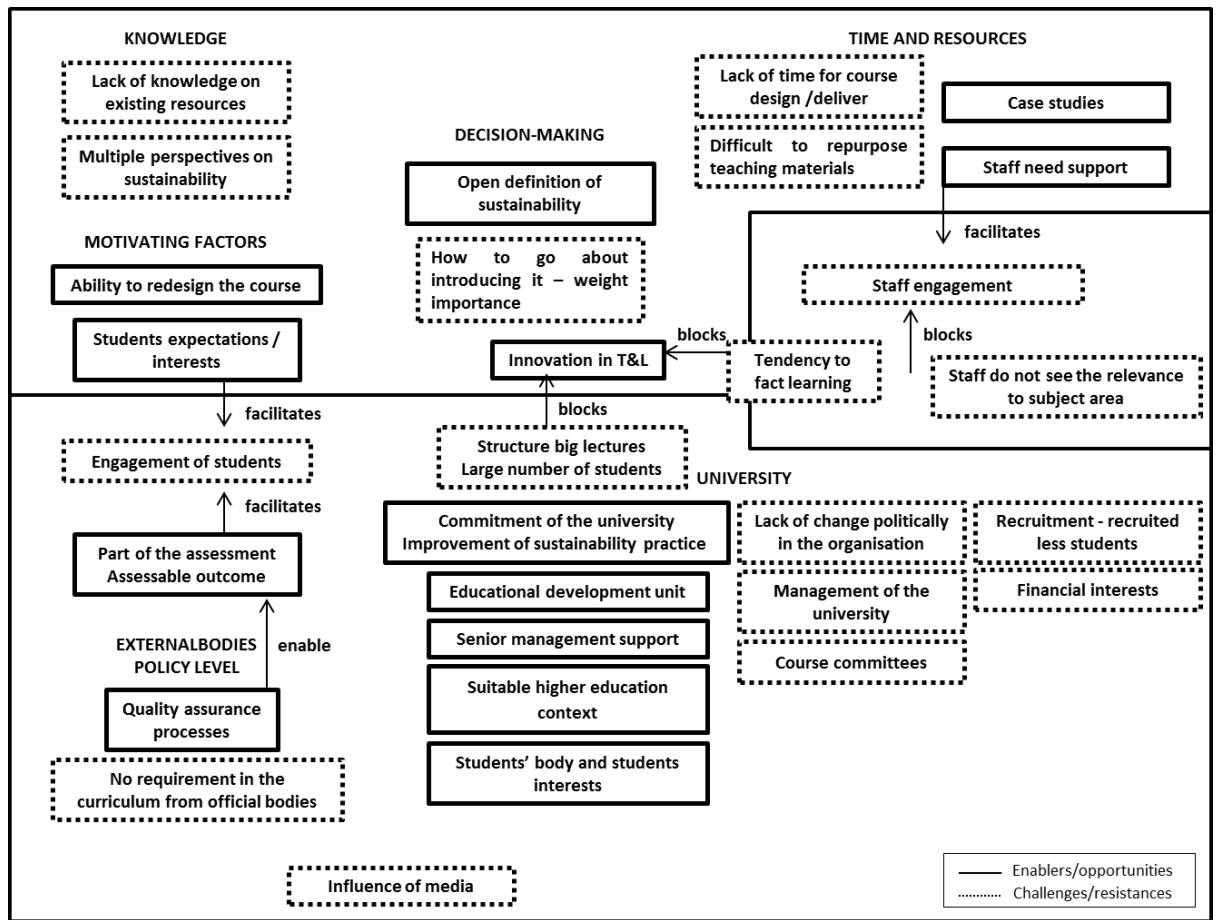 KNOWLEDGE
Lack of knowledge on
existing resources
Multiple perspectives on
sustainability
MOTIVATING FACTORS
Ability to redesign the course
Students expectations /
interests
facilitates
Engagement of students
facilitates
Part of the assessment
Assessable outcome
EXTERNALBODIES
POLICY LEVEL
enable
Quality assurance
processes
No requirement in the
curriculum from official bodies
Influence of media
DECISION-MAKING
Open definition of
sustainability
How to go about
introducing it – weight
importance
Innovation in T&L
blocks
Tendency to
fact learning
blocks
Structure big lectures
Large number of students
TIME AND RESOURCES
Lack of time for course
design /deliver
Difficult to repurpose
teaching materials
Case studies
Staff need support
facilitates
Staff engagement
blocks
Staff do not see the relevance
to subject area
UNIVERSITY
Commitment of the university
Improvement of sustainability practice
Educational development unit
Senior management support
Suitable higher education
context
Students’ body and students
interests
Lack of change politically
in the organisation
Management of the
university
Course committees
Recruitment - recruited
less students
Financial interests
Enablers/opportunities
Challenges/resistances